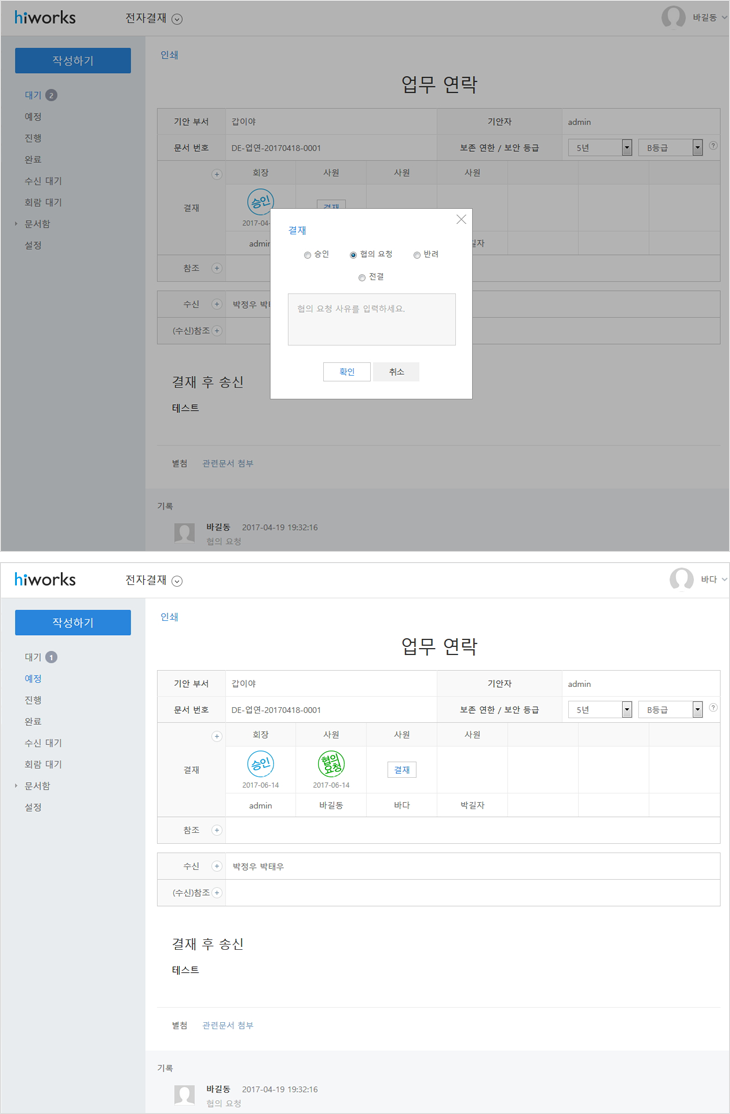 hiworks 전자결재 바길동
작성하기
대기 2
예정
진행
완료
수신 대기
회람 대기
문서함
설정
인쇄
업무 연락
기안 부서 갑이야 기안자 admin
문서 번호 DE-업연-20170418-0001 보존 연한 / 보안 등급 5년 B등급 ?
결재 + 회장 사원 사원 사원
승인 결재
2017-04-
admin 길자
참조 +
수신 + 박정우 박
(수신)참조 +
결재
승인 협의 요청 반려
전결
협의 요청 사유를 입력하세요.
확인 취소
결재 후 송신
테스트
별첨 관련문서 첨부
기록
바길동 2017-04-19 19:32:16
협의 요청
hiworks 전자결재 바다
작성하기
대기 1
예정
진행
완료
수신 대기
회람 대기
문서함
설정
인쇄
업무 연락
기안 부서 갑이야 기안자 admin
문서 번호 DE-업연-20170418-0001 보존 연한 / 보안 등급 5년 B등급 ?
결재 + 회장 사원 사원 사원
승인 협의 요청 결재
2017-06-14 2017-06-14
admin 바길동 바다 박길자
참조 +
수신 + 박정우 박태우
(수신)참조 +
결재 후 송신
테스트
별첨 관련문서 첨부
기록
바길동 2017-04-19 19:32:16
협의 요청